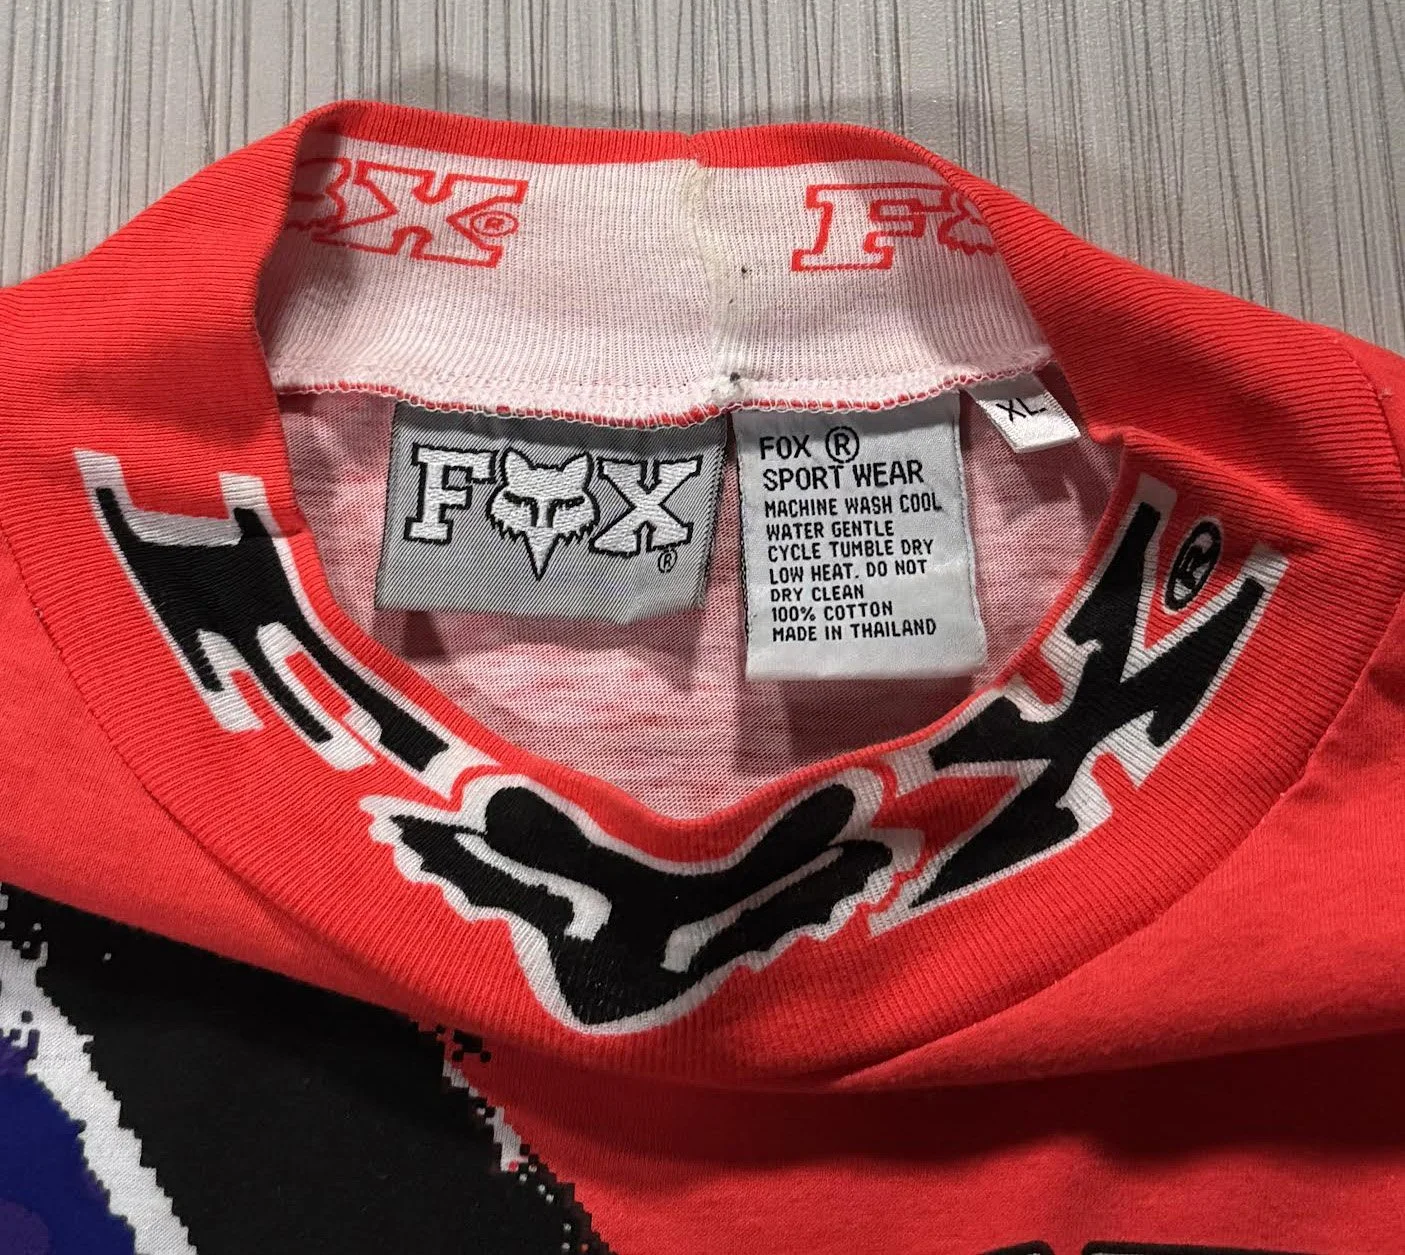 FOX ®
F
FOX ®
XL
FOX ®
SPORT WEAR
MACHINE WASH COOL
WATER GENTLE
CYCLE TUMBLE DRY
LOW HEAT. DO NOT
DRY CLEAN
100% COTTON
MADE IN THAILAND
FOX ®